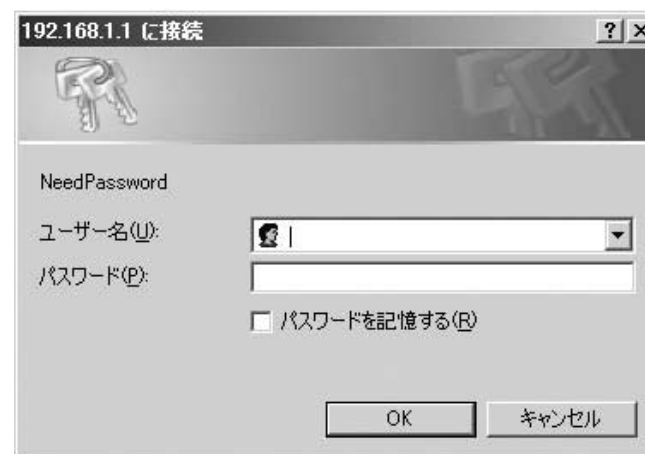 192.168.1.1 に接続
NeedPassword
ユーザー名(U):
パスワード(P):
パスワードを記憶する(R)
OK キャンセル